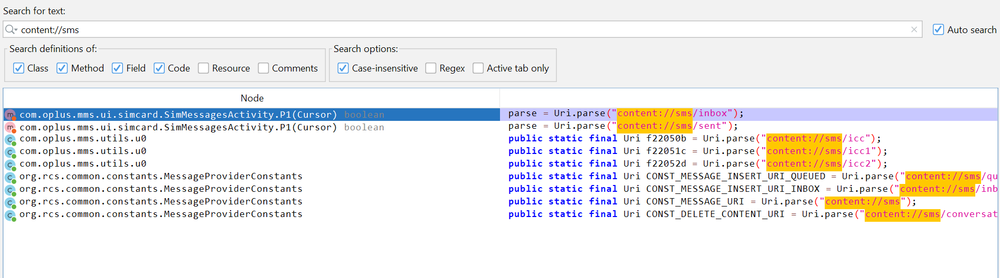 Search for text:
content://sms
Auto search
Search definitions of:
Class Method Field Code Resource Comments
Search options:
Case-insensitive Regex Active tab only
Node
m com.oplus.mms.ui.simcard.SimMessagesActivity.P1(Cursor) boolean parse = Uri.parse("content://sms/inbox");
m com.oplus.mms.ui.simcard.SimMessagesActivity.P1(Cursor) boolean parse = Uri.parse("content://sms/sent");
C com.oplus.mms.utils.u0 public static final Uri f22050b = Uri.parse("content://sms/icc");
C com.oplus.mms.utils.u0 public static final Uri f22051c = Uri.parse("content://sms/icc1");
C com.oplus.mms.utils.u0 public static final Uri f22052d = Uri.parse("content://sms/icc2");
C org.rcs.common.constants.MessageProviderConstants public static final Uri CONST_MESSAGE_INSERT_URI_QUEUED = Uri.parse("content://sms/qu
C org.rcs.common.constants.MessageProviderConstants public static final Uri CONST_MESSAGE_INSERT_URI_INBOX = Uri.parse("content://sms/inb
C org.rcs.common.constants.MessageProviderConstants public static final Uri CONST_MESSAGE_URI = Uri.parse("content://sms");
C org.rcs.common.constants.MessageProviderConstants public static final Uri CONST_DELETE_CONTENT_URI = Uri.parse("content://sms/conversat